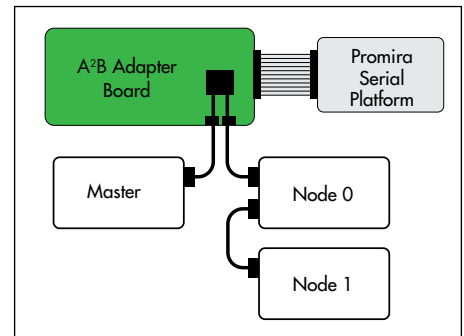 A²B Adapter
Board
Promira
Serial
Platform
Master
Node 0
Node 1